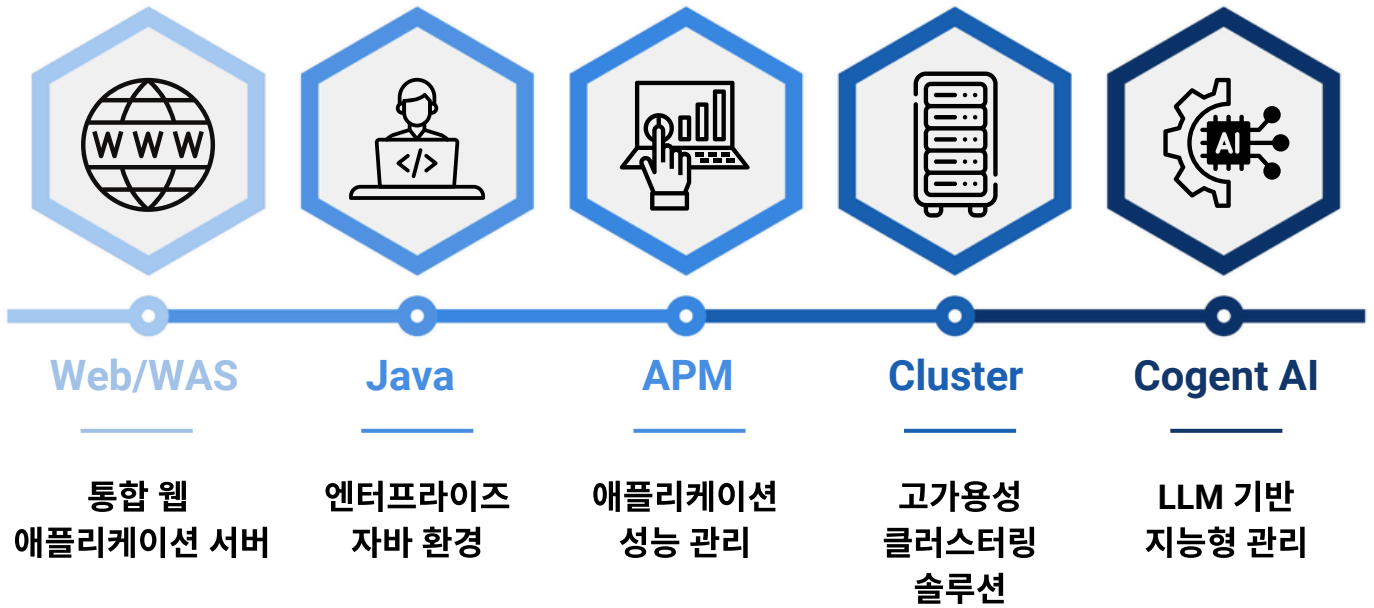 WWW
</>
AI
Web/WAS
Java
APM
Cluster
Cogent AI
통합 웹
애플리케이션 서버
엔터프라이즈
자바 환경
애플리케이션
성능 관리
고가용성
클러스터링
솔루션
LLM 기반
지능형 관리